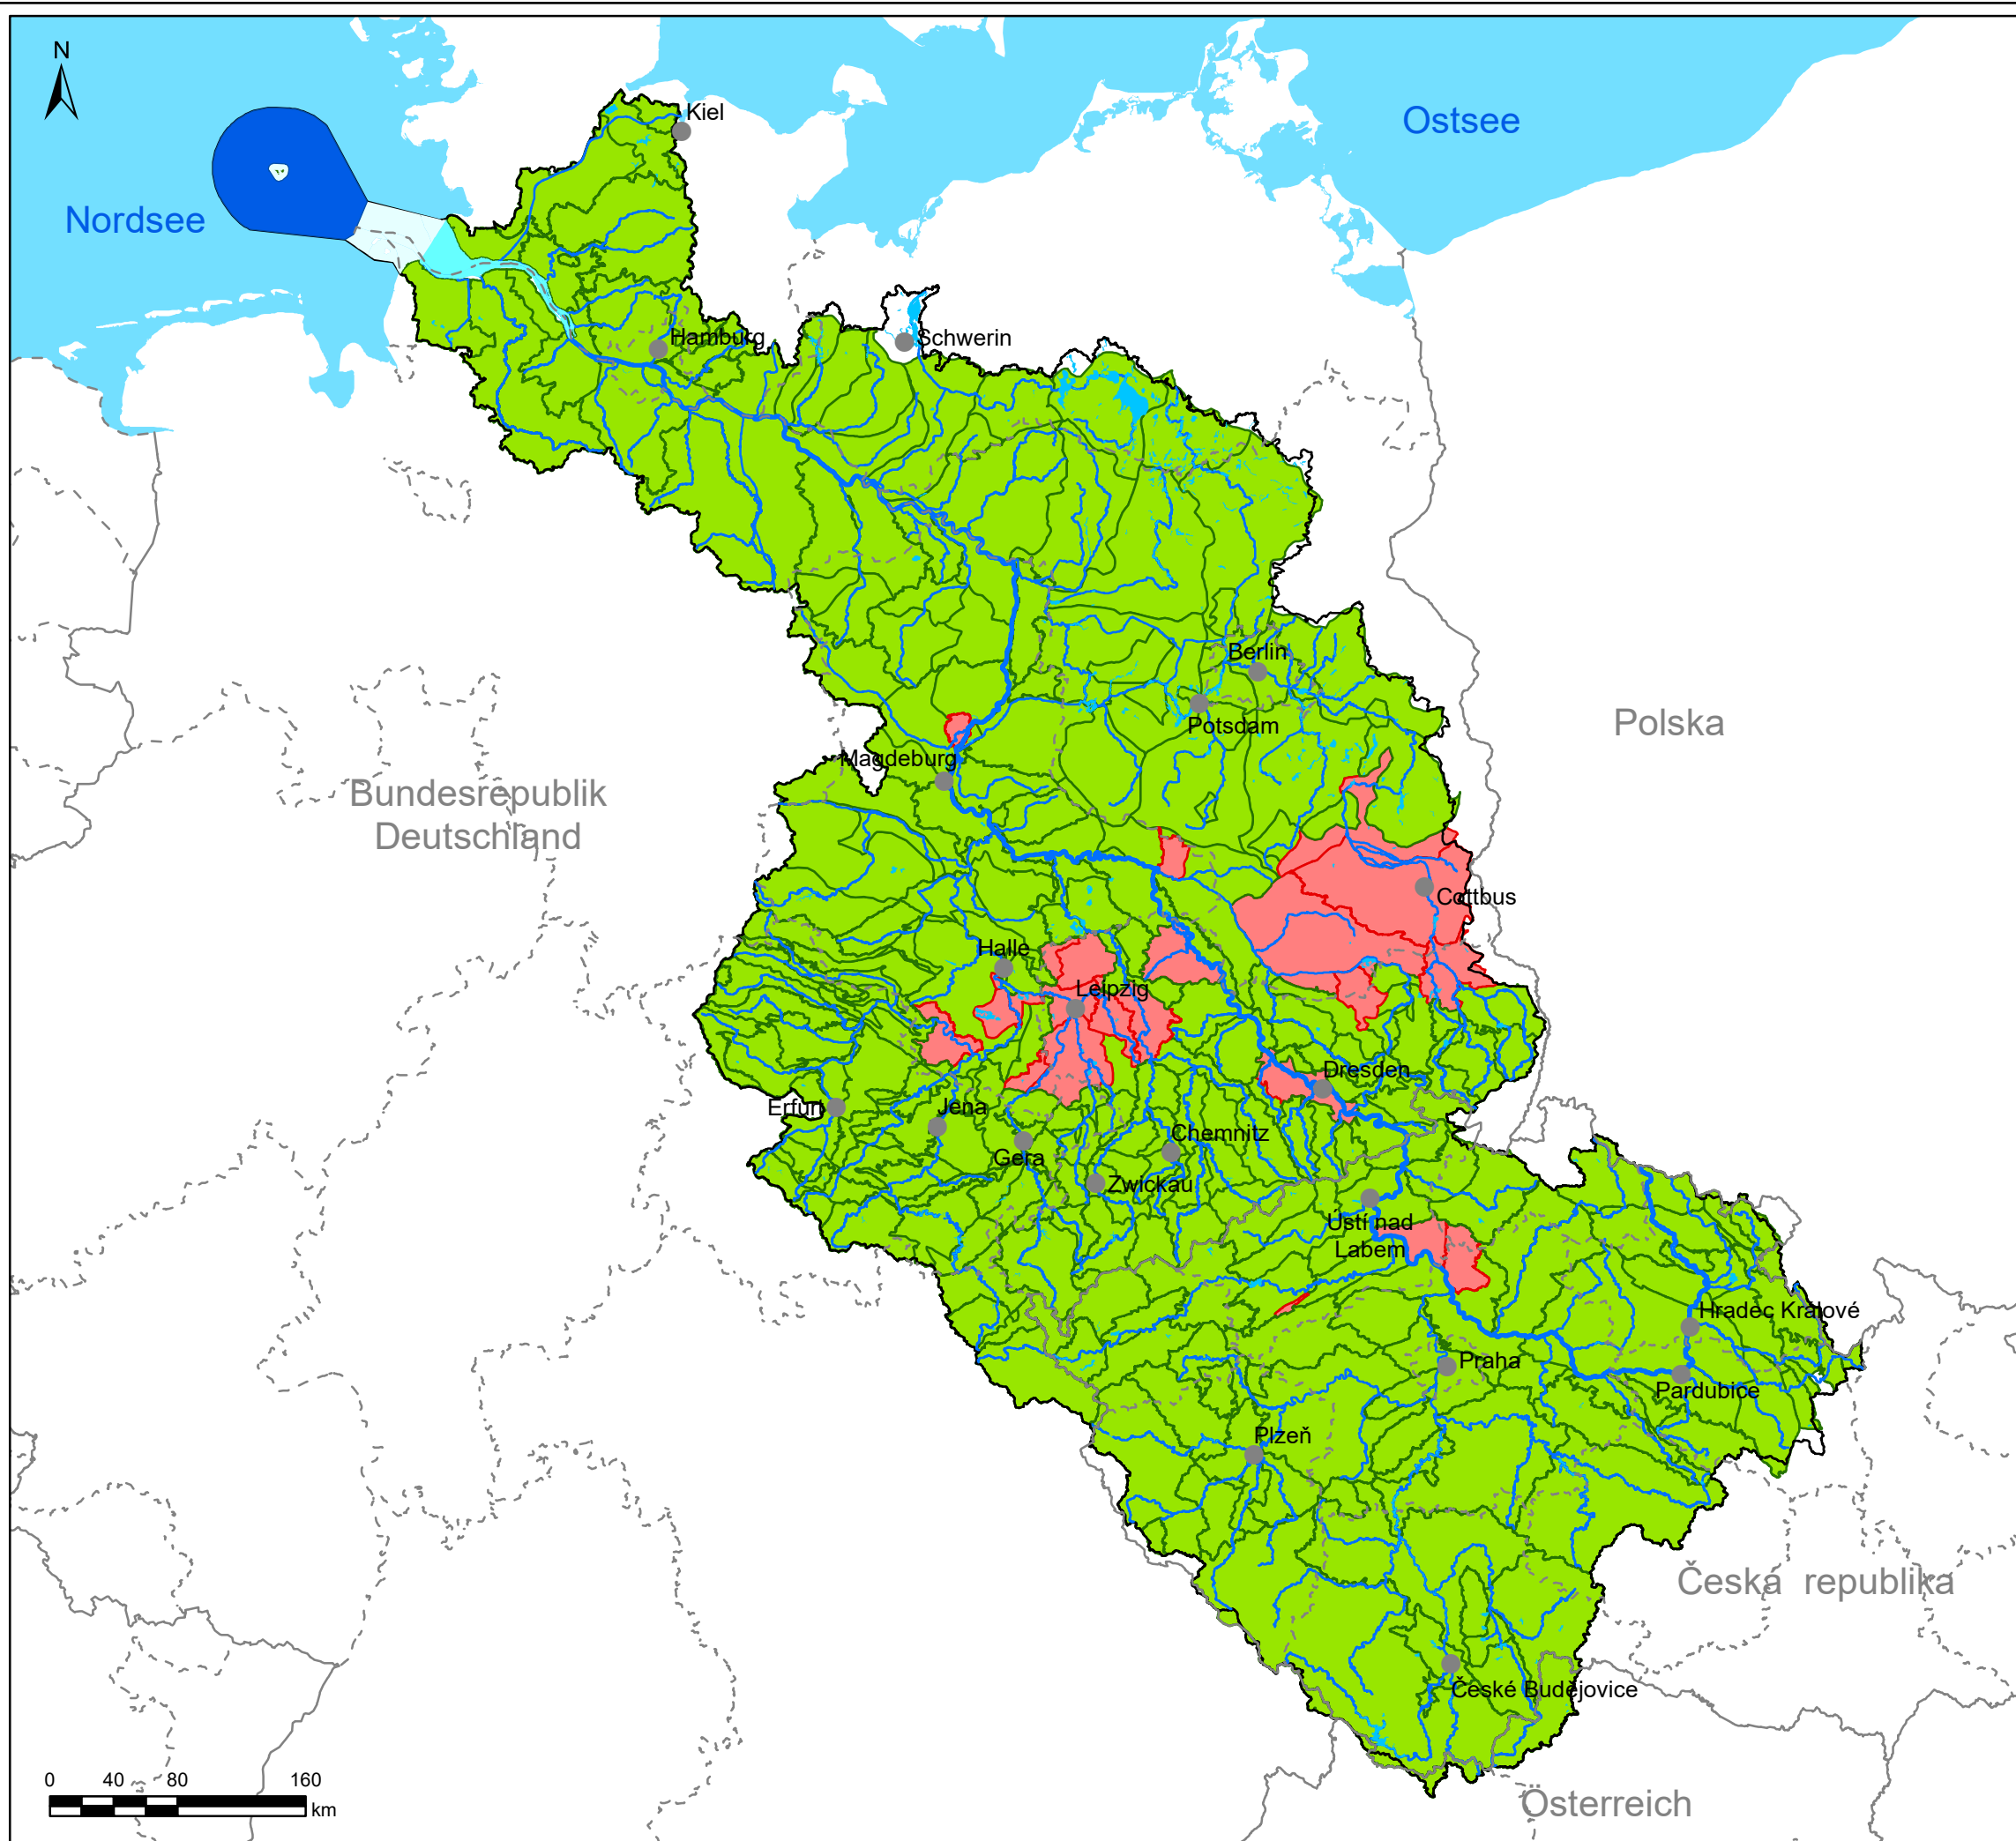 N
Kiel
Ostsee
Nordsee
Hamburg
Schwerin
Berlin
Polska
Potsdam
Magdeburg
Bundesrepublik
Deutschland
Cottbus
Halle
Leipzig
Dresden
Erfurt
Jena
Chemnitz
Gera
Zwickau
Ústí nad
Labem
Hradec Králové
Praha
Pardubice
Plzeň
Česká republika
České Budějovice
0 40 80 160
km
Österreich